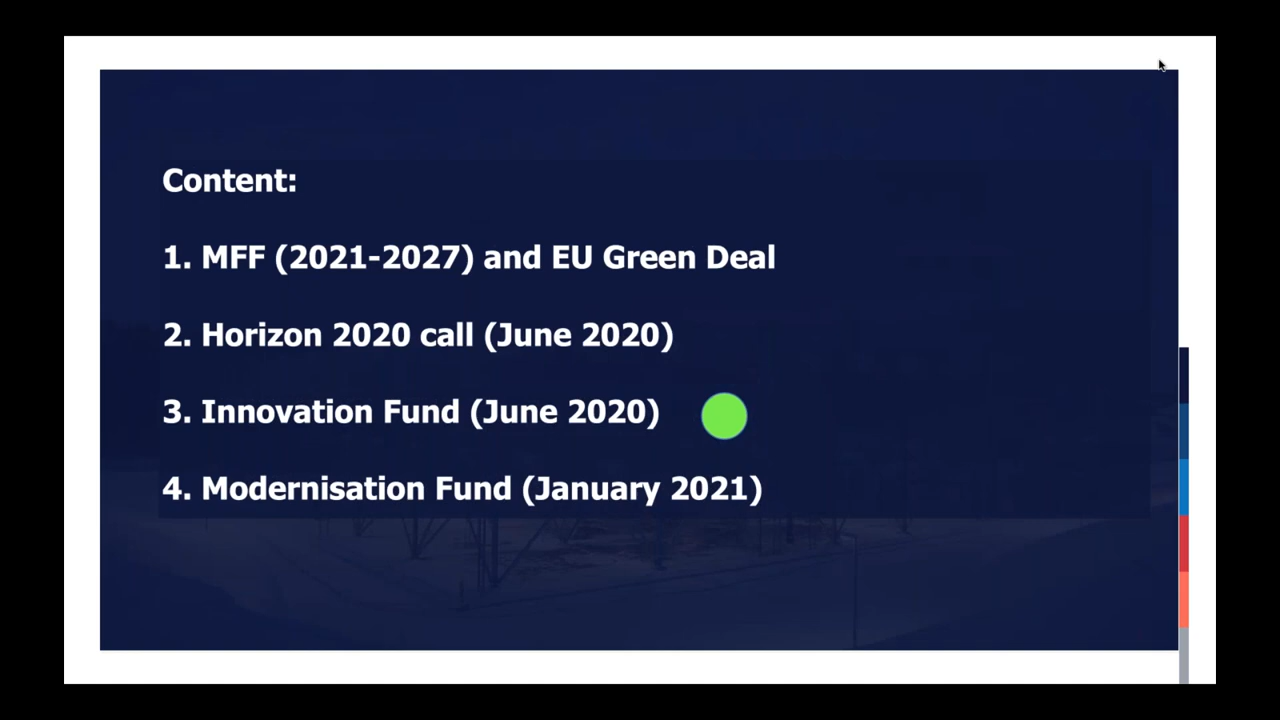 Content:
1. MFF (2021-2027) and EU Green Deal
2. Horizon 2020 call (June 2020)
3. Innovation Fund (June 2020)
4. Modernisation Fund (January 2021)